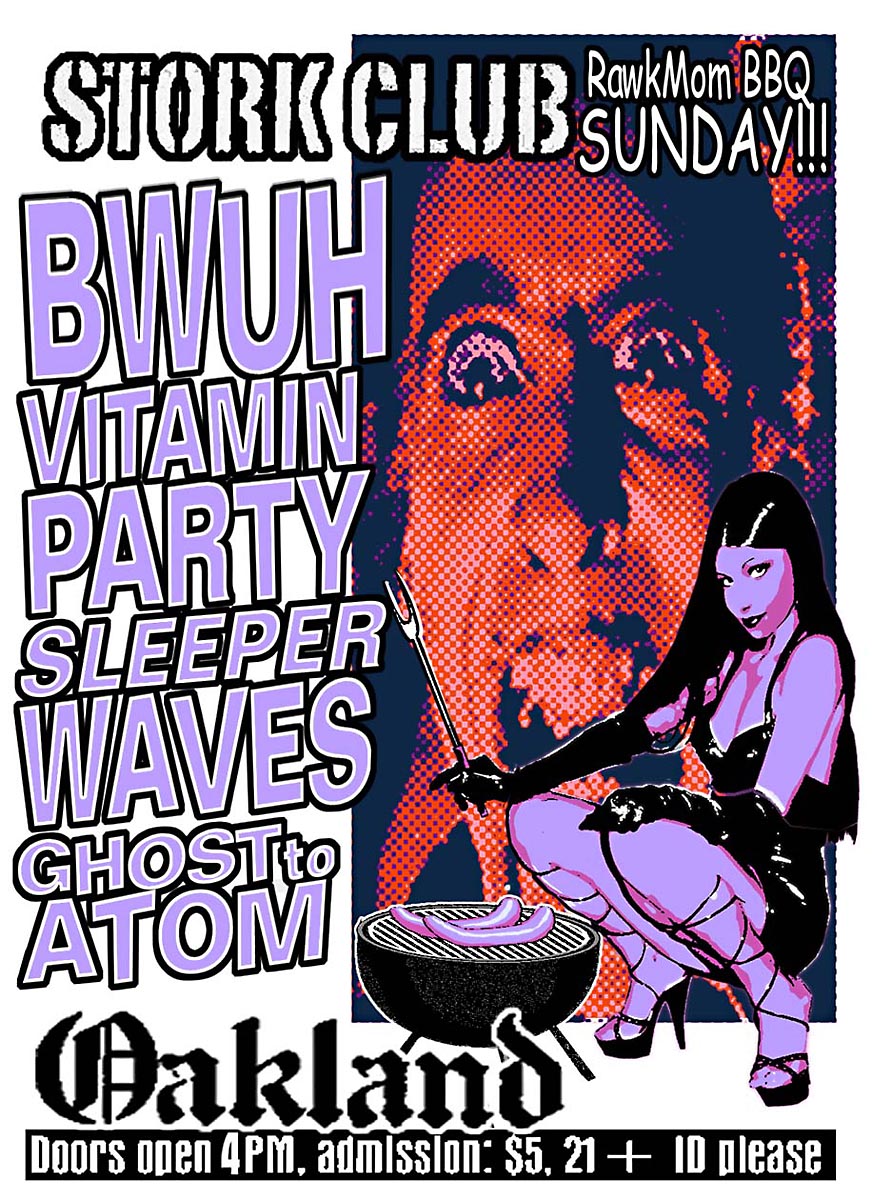 STORK CLUB
RawkMom BBQ
SUNDAY!!!
BWUH
VITAMIN
PARTY
SLEEPER
WAVES
GHOST to
ATOM
Oakland
Doors open 4PM, admission: $5, 21 + ID please